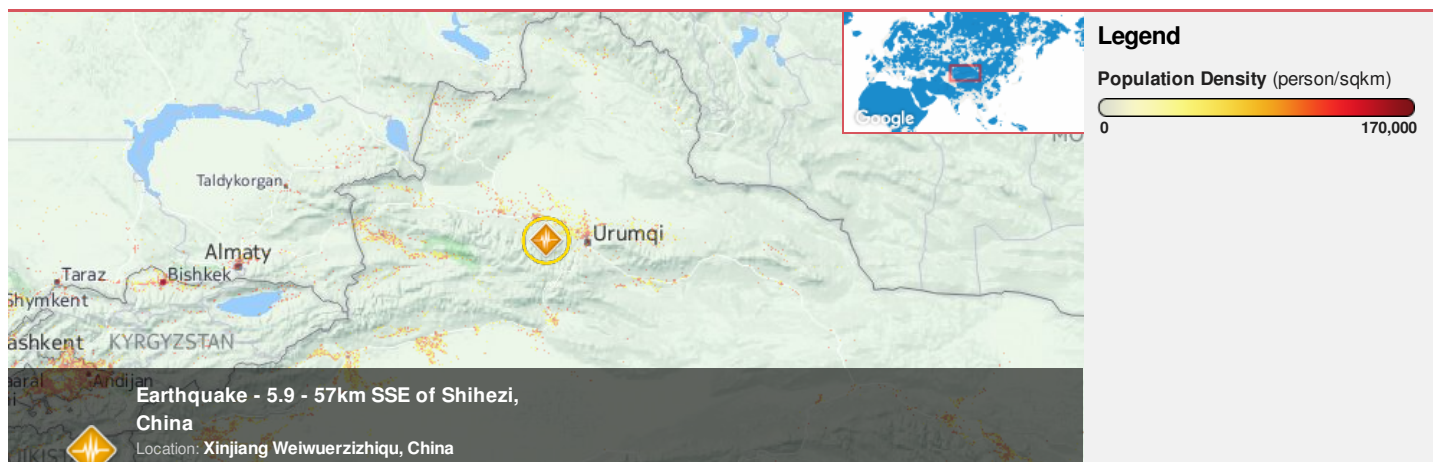 Legend
Population Density (person/sqkm)
0 170,000
Google
MO
Taldykorgan
Urumqi
Almaty
Taraz
Bishkek
Shymkent
ashkent
KYRGYZSTAN
Andijan
Earthquake - 5.9 - 57km SSE of Shihezi,
China
Location: Xinjiang Weiwuerzizhiqu, China